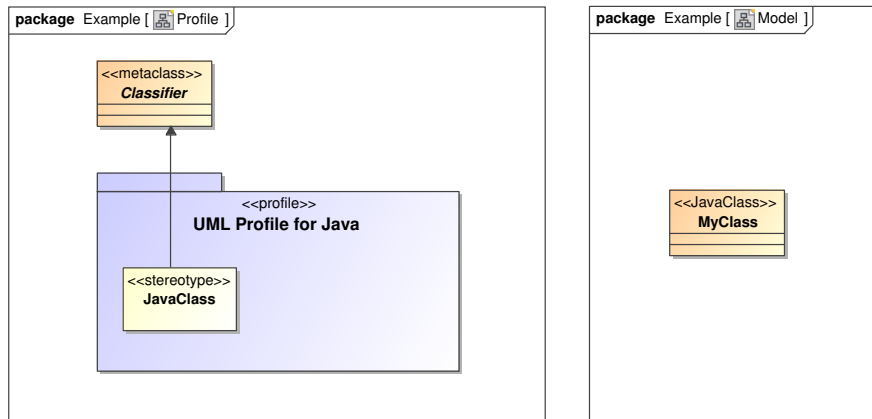 package Example [ Profile ]
<<metaclass>>
Classifier
<<profile>>
UML Profile for Java
<<stereotype>>
JavaClass
package Example [ Model ]
<<JavaClass>>
MyClass